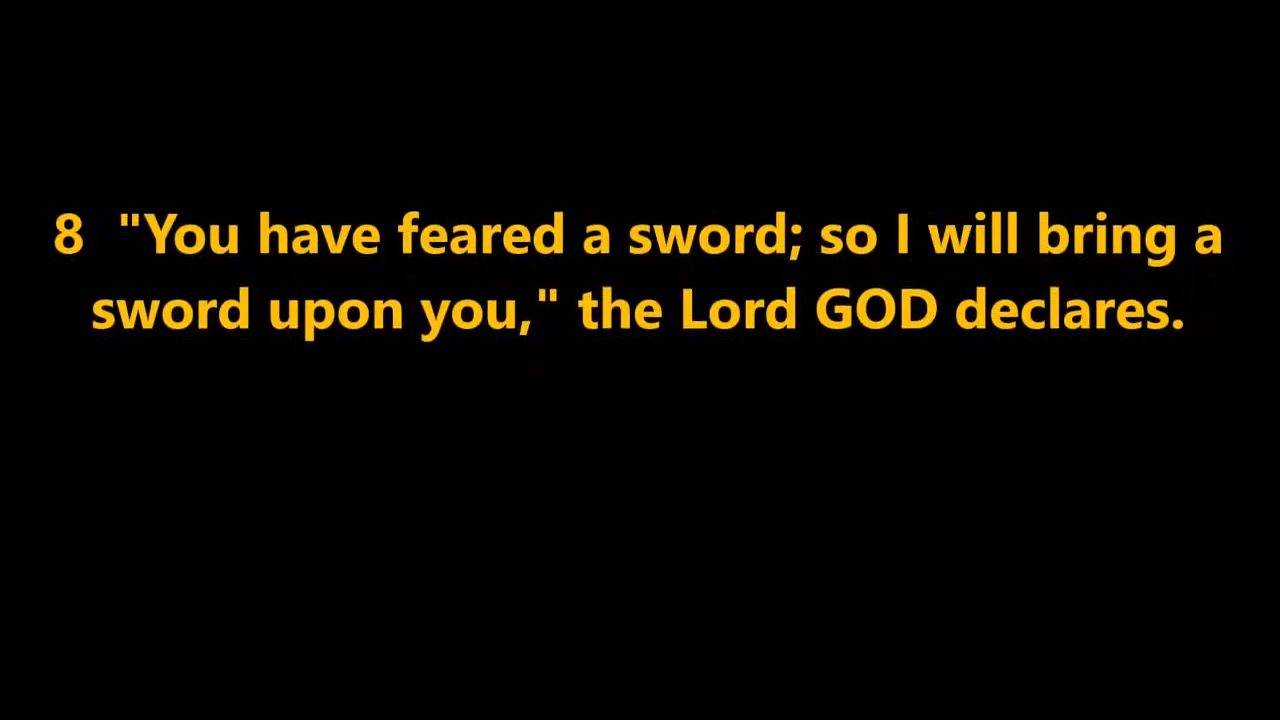 8  "You have feared a sword; so I will bring a
sword upon you," the Lord GOD declares.